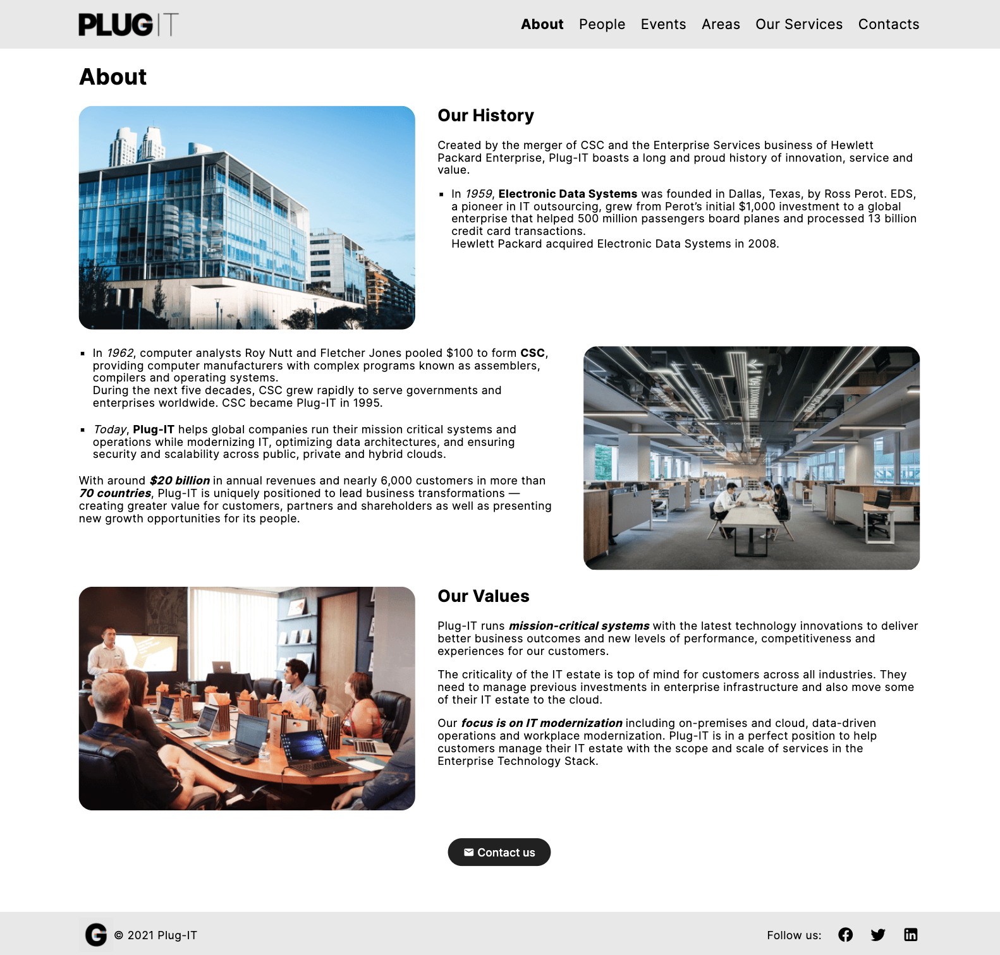 PLUGIT
About People Events Areas Our Services Contacts
About
Our History
Created by the merger of CSC and the Enterprise Services business of Hewlett
Packard Enterprise, Plug-IT boasts a long and proud history of innovation, service and
value.
▪ In 1959, Electronic Data Systems was founded in Dallas, Texas, by Ross Perot. EDS,
a pioneer in IT outsourcing, grew from Perot’s initial $1,000 investment to a global
enterprise that helped 500 million passengers board planes and processed 13 billion
credit card transactions.
Hewlett Packard acquired Electronic Data Systems in 2008.
▪ In 1962, computer analysts Roy Nutt and Fletcher Jones pooled $100 to form CSC,
providing computer manufacturers with complex programs known as assemblers,
compilers and operating systems.
During the next five decades, CSC grew rapidly to serve governments and
enterprises worldwide. CSC became Plug-IT in 1995.
▪ Today, Plug-IT helps global companies run their mission critical systems and
operations while modernizing IT, optimizing data architectures, and ensuring
security and scalability across public, private and hybrid clouds.
With around $20 billion in annual revenues and nearly 6,000 customers in more than
70 countries, Plug-IT is uniquely positioned to lead business transformations —
creating greater value for customers, partners and shareholders as well as presenting
new growth opportunities for its people.
Our Values
Plug-IT runs mission-critical systems with the latest technology innovations to deliver
better business outcomes and new levels of performance, competitiveness and
experiences for our customers.
The criticality of the IT estate is top of mind for customers across all industries. They
need to manage previous investments in enterprise infrastructure and also move some
of their IT estate to the cloud.
Our focus is on IT modernization including on-premises and cloud, data-driven
operations and workplace modernization. Plug-IT is in a perfect position to help
customers manage their IT estate with the scope and scale of services in the
Enterprise Technology Stack.
Contact us
G © 2021 Plug-IT
Follow us: